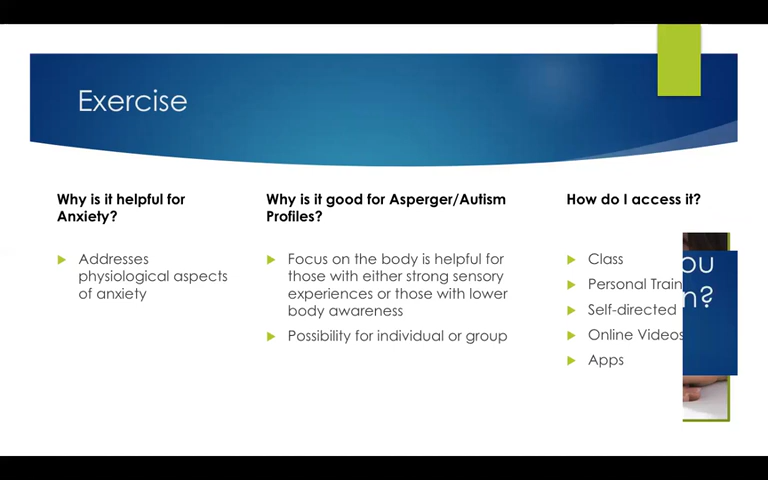 Exercise
Why is it helpful for
Anxiety?
Addresses
physiological aspects
of anxiety
Why is it good for Asperger/Autism
Profiles?
Focus on the body is helpful for
those with either strong sensory
experiences or those with lower
body awareness
Possibility for individual or group
How do I access it?
Class
Personal Train
Self-directed
Online Videos
Apps
ou
n?